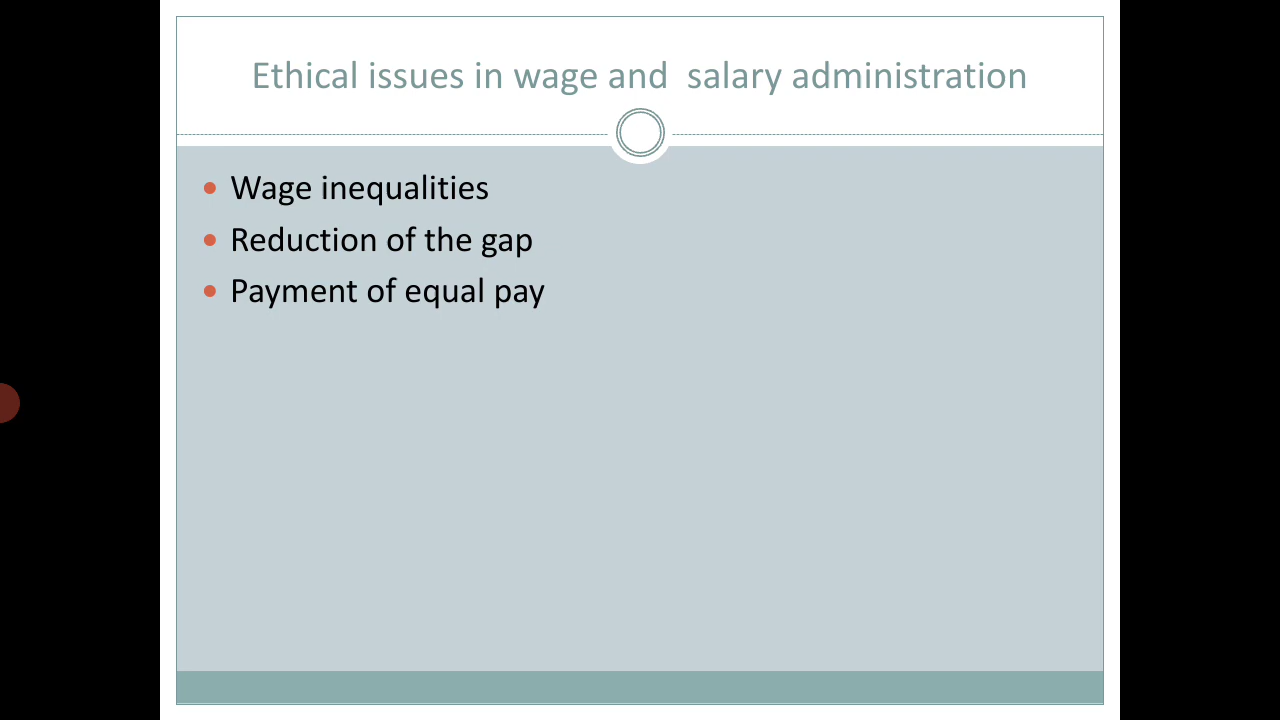 Ethical issues in wage and  salary administration
Wage inequalities
Reduction of the gap
Payment of equal pay